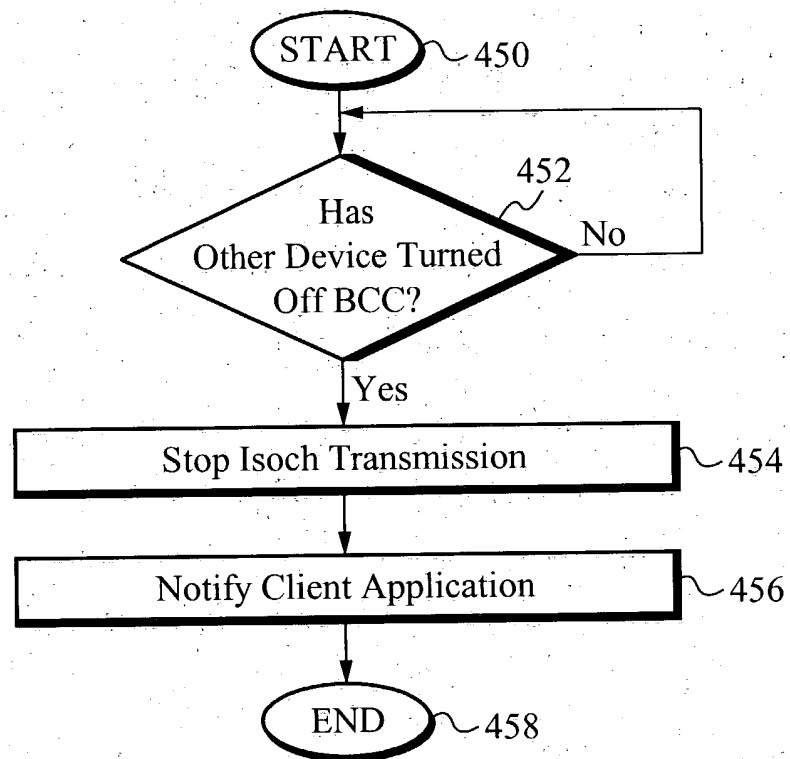 START
450
452
Has
Other Device Turned
Off BCC?
No
Yes
Stop Isoch Transmission
454
Notify Client Application
456
END
458